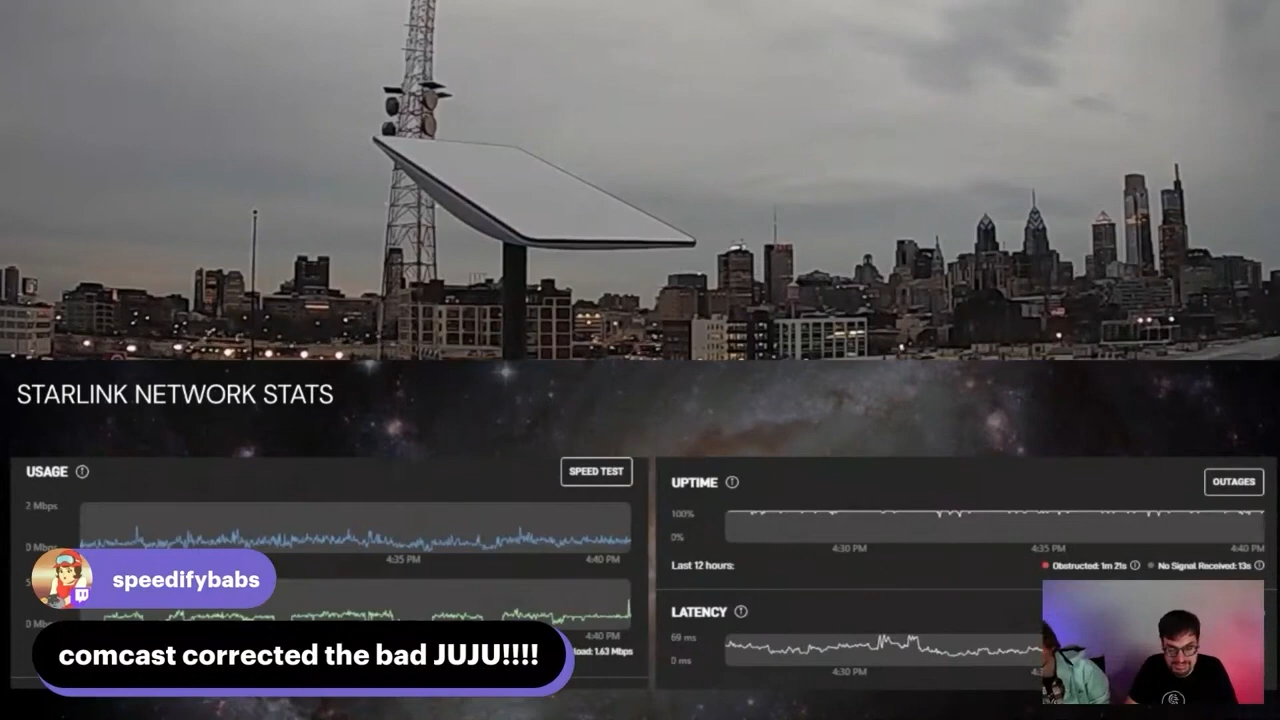 STARLINK NETWORK STATS
USAGE
SPEED TEST
2 Mbps
0 Mbps
4:35 PM
4:40 PM
speedifybabs
5
0 Mb
4:40 PM
comcast corrected the bad JUJU!!!!
load: 1.63 Mbps
UPTIME
OUTAGES
100%
0%
4:30 PM
4:35 PM
4:40 PM
Last 12 hours:
Obstructed: 1m 21s
No Signal Received: 13s
LATENCY
69 ms
0 ms
4:30 PM